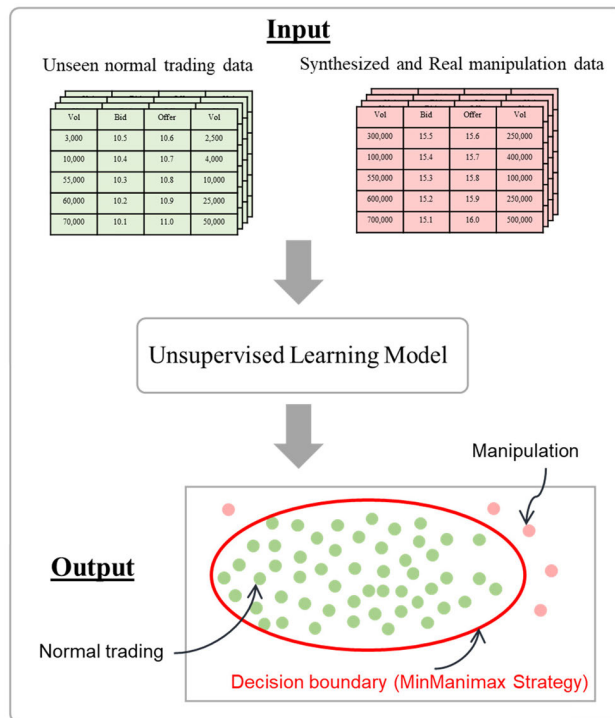 Input
Unseen normal trading data
Synthesized and Real manipulation data
Vol Bid Offer Vol
3,000 10.5 10.6 2,500
10,000 10.4 10.7 4,000
55,000 10.3 10.8 10,000
60,000 10.2 10.9 25,000
70,000 10.1 11.0 50,000
Vol Bid Offer Vol
300,000 15.5 15.6 250,000
100,000 15.4 15.7 400,000
550,000 15.3 15.8 100,000
600,000 15.2 15.9 250,000
700,000 15.1 16.0 500,000
Unsupervised Learning Model
Manipulation
Output
Normal trading
Decision boundary (MinManimax Strategy)